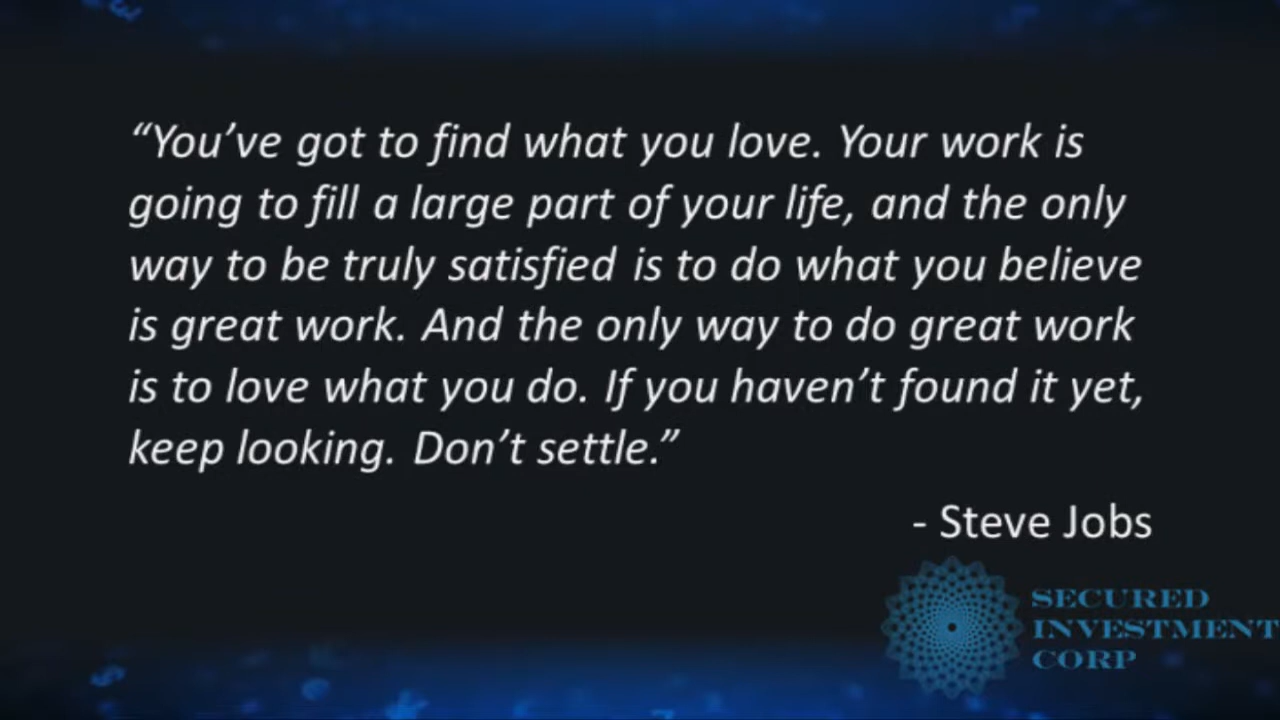 “You’ve got to find what you love. Your work is
going to fill a large part of your life, and the only
way to be truly satisfied is to do what you believe
is great work. And the only way to do great work
is to love what you do. If you haven’t found it yet,
keep looking. Don’t settle.”
- Steve Jobs
SECURED
INVESTMENT
CORP